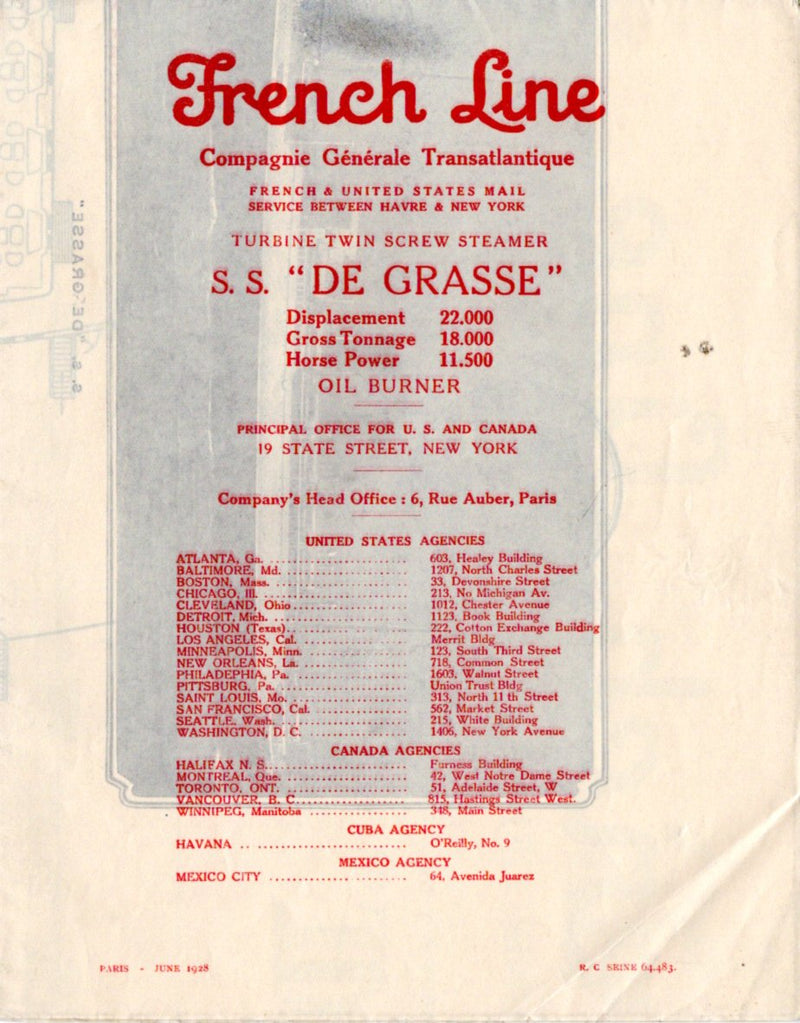 French Line
Compagnie Générale Transatlantique
FRENCH & UNITED STATES MAIL
SERVICE BETWEEN HAVRE & NEW YORK
TURBINE TWIN SCREW STEAMER
S. S. “DE GRASSE”
Displacement 22.000
Gross Tonnage 18.000
Horse Power 11.500
OIL BURNER
PRINCIPAL OFFICE FOR U. S. AND CANADA
19 STATE STREET, NEW YORK
Company's Head Office : 6, Rue Auber, Paris
UNITED STATES AGENCIES
ATLANTA, Ga. .................... 603, Healey Building
BALTIMORE, Md. .................... 1207, North Charles Street
BOSTON, Mass. .................... 33, Devonshire Street
CHICAGO, Ill. .................... 213, No Michigan Av.
CLEVELAND, Ohio .................... 1012, Chester Avenue
DETROIT, Mich. .................... 1123, Book Building
HOUSTON (Texas) .................... 222, Cotton Exchange Building
LOS ANGELES, Cal. .................... Merrit Bldg
MINNEAPOLIS, Minn. .................... 123, South Third Street
NEW ORLEANS, La. .................... 718, Common Street
PHILADEPHIA, Pa. .................... 1603, Walnut Street
PITTSBURG, Pa. .................... Union Trust Bldg
SAINT LOUIS, Mo. .................... 313, North 11 th Street
SAN FRANCISCO, Cal. .................... 562, Market Street
SEATTLE, Wash. .................... 215, White Building
WASHINGTON, D. C. .................... 1406, New York Avenue
CANADA AGENCIES
HALIFAX N. S. .................... Furness Building
MONTREAL, Que. .................... 42, West Notre Dame Street
TORONTO, ONT. .................... 51, Adelaide Street, W
VANCOUVER, B. C. .................... 815, Hastings Street West.
WINNIPEG, Manitoba .................... 348, Main Street
CUBA AGENCY
HAVANA .................... O'Reilly, No. 9
MEXICO AGENCY
MEXICO CITY .................... 64, Avenida Juarez
PARIS - JUNE 1928
R. C SEINE 64.483.
S. S. "DE GRASSE"